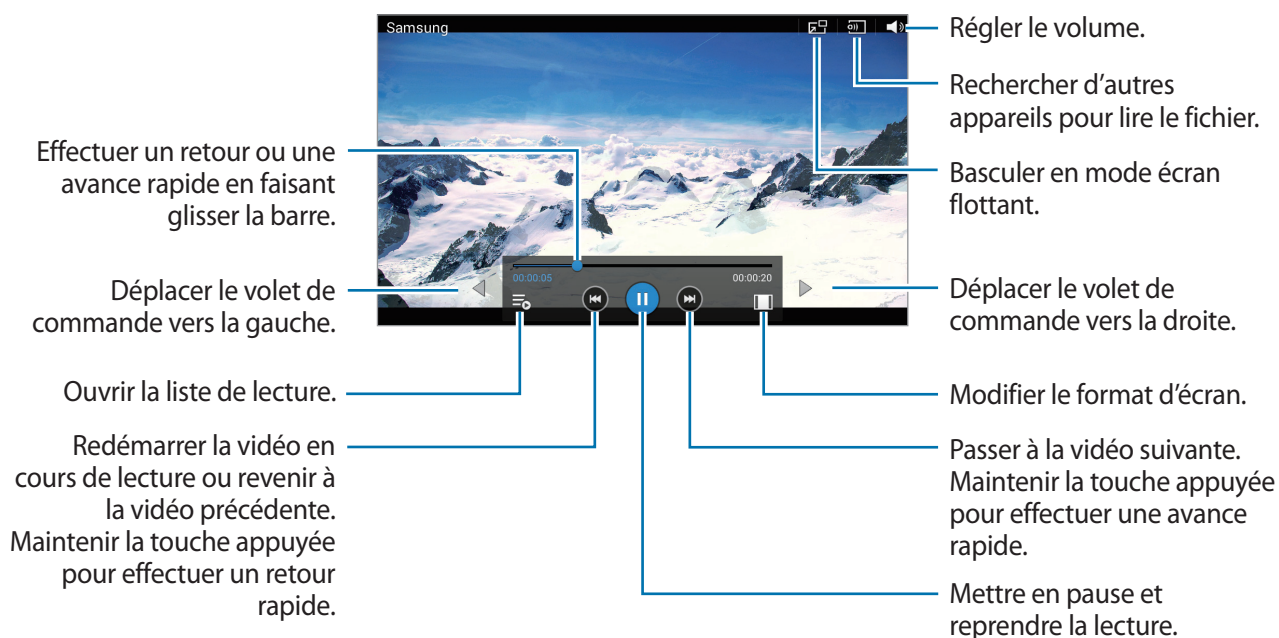 Samsung
Régler le volume.
Rechercher d'autres
appareils pour lire le fichier.
Basculer en mode écran
flottant.
Effectuer un retour ou une
avance rapide en faisant
glisser la barre.
00:00:05
00:00:20
Déplacer le volet de
commande vers la gauche.
Déplacer le volet de
commande vers la droite.
Ouvrir la liste de lecture.
Modifier le format d'écran.
Redémarrer la vidéo en
cours de lecture ou revenir à
la vidéo précédente.
Maintenir la touche appuyée
pour effectuer un retour
rapide.
Passer à la vidéo suivante.
Maintenir la touche appuyée
pour effectuer une avance
rapide.
Mettre en pause et
reprendre la lecture.